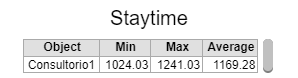 Staytime
Object Min Max Average
Consultorio1 1024.03 1241.03 1169.28